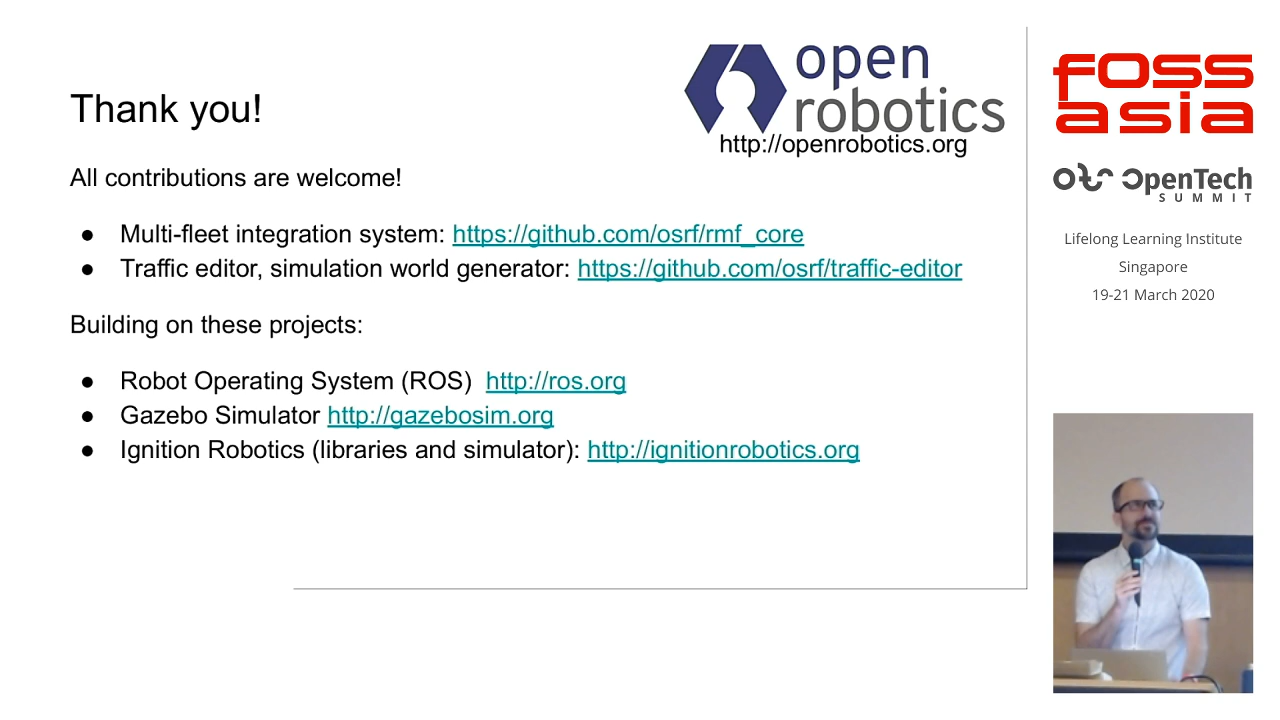 Thank you!
open
robotics
http://openrobotics.org
All contributions are welcome!
● Multi-fleet integration system: https://github.com/osrf/rmf_core
● Traffic editor, simulation world generator: https://github.com/osrf/traffic-editor
Building on these projects:
● Robot Operating System (ROS) http://ros.org
● Gazebo Simulator http://gazebosim.org
● Ignition Robotics (libraries and simulator): http://ignitionrobotics.org
foss
asia
OpenTech
SUMMIT
Lifelong Learning Institute
Singapore
19-21 March 2020